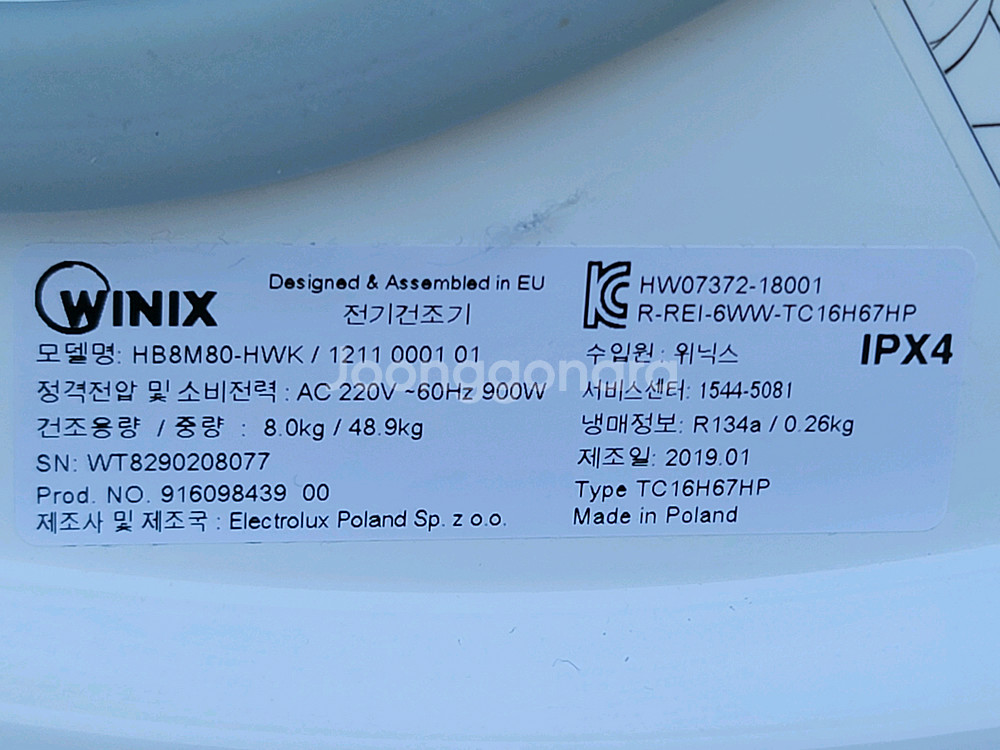 WINIX
Designed & Assembled in EU
전기건조기
모델명: HB8M80-HWK / 1211 0001 01
정격전압 및 소비전력 : AC 220V ~60Hz 900W
건조용량 / 중량 : 8.0kg / 48.9kg
SN: WT8290208077
Prod. NO. 916098439 00
제조사 및 제조국 : Electrolux Poland Sp. z o.o.
HW07372-18001
R-REI-6WW-TC16H67HP
수입원 : 위닉스
IPX4
서비스센터: 1544-5081
냉매정보: R134a / 0.26kg
제조일: 2019.01
Type TC16H67HP
Made in Poland
Joonggonara